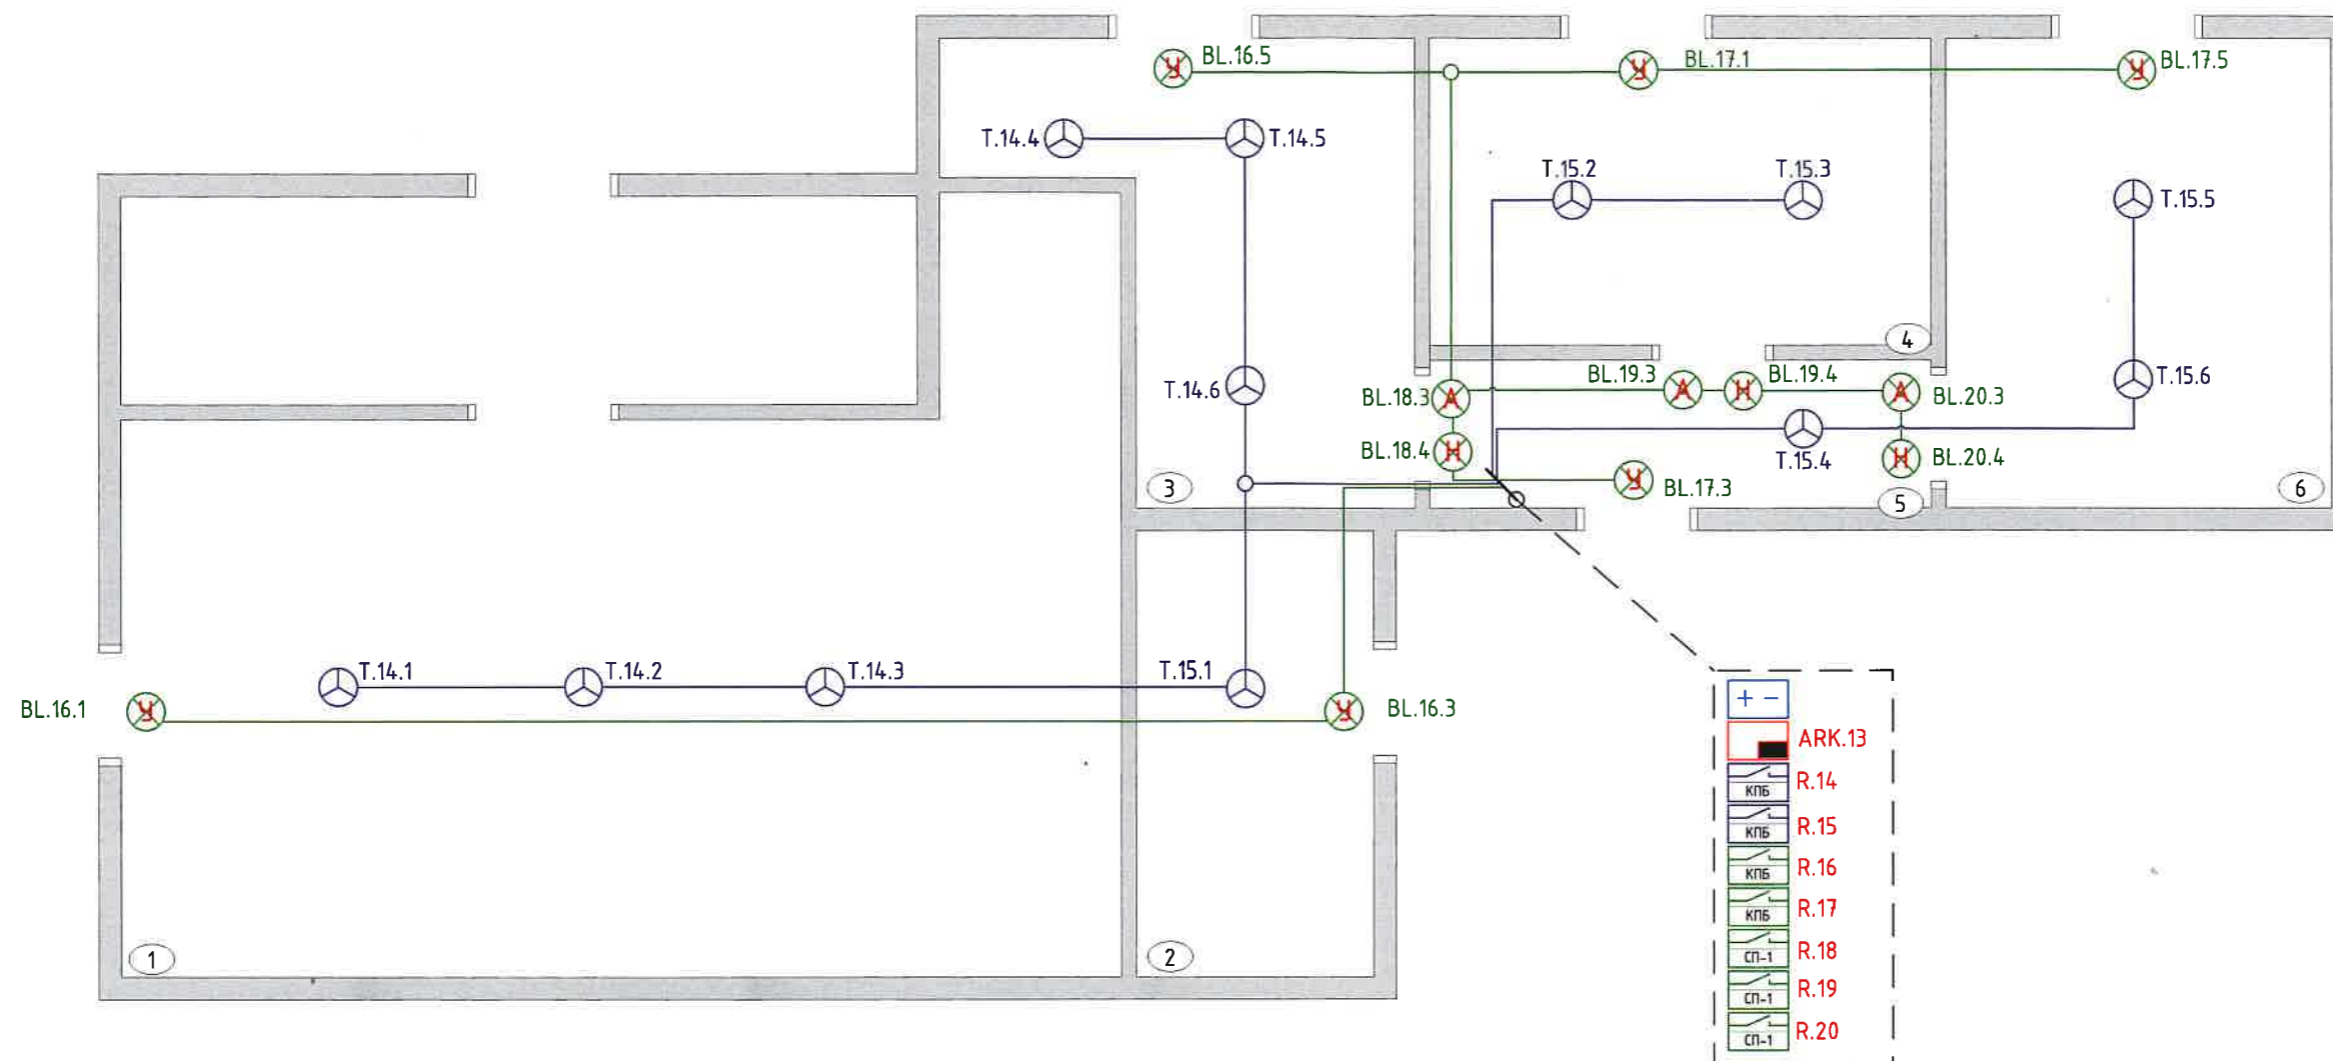 У BL.16.5
У BL.17.1
У BL.17.5
T.14.4
T.14.5
T.15.2
T.15.3
T.15.5
4
T.14.6
BL.18.3 А
BL.19.3 А
Н BL.19.4
А BL.20.3
T.15.6
BL.18.4 Н
T.15.4
Н BL.20.4
3
У BL.17.3
5
6
T.14.1
T.14.2
T.14.3
T.15.1
BL.16.1 У
У BL.16.3
1
2
+ -
ARK.13
КПБ R.14
КПБ R.15
КПБ R.16
КПБ R.17
СП-1 R.18
СП-1 R.19
СП-1 R.20